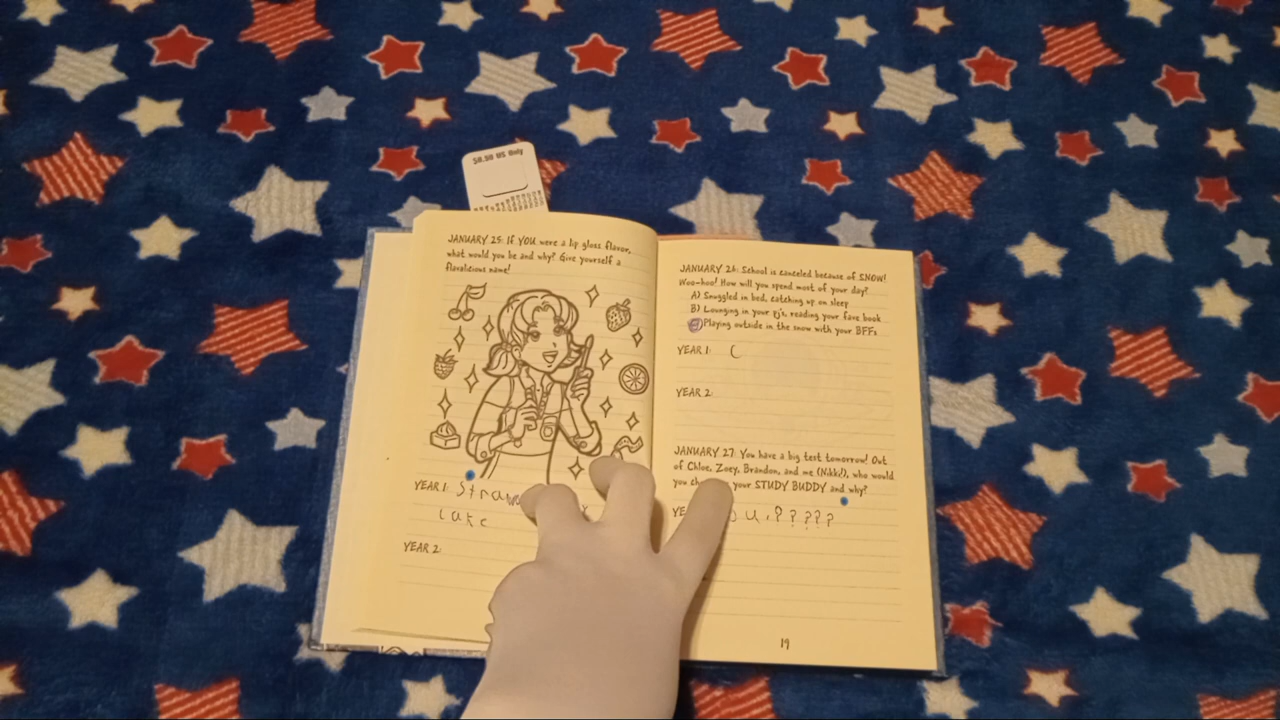 $8.99 US Only
JANUARY 25: If YOU were a lip gloss flavor,
what would you be and why? Give yourself a
flavalicious name!
YEAR 1:
cake
YEAR 2:
JANUARY 26: School is canceled because of SNOW!
Woo-hoo! How will you spend most of your day?
A) Snuggled in bed, catching up on sleep
B) Lounging in your PJ's, reading your fave book
Playing outside in the snow with your BFFs
YEAR 1: C
YEAR 2:
JANUARY 27: You have a big test tomorrow! Out
of Chloe, Zoey, Brandon, and me (Nikki!), who would
you your STUDY BUDDY and why?
?????
19